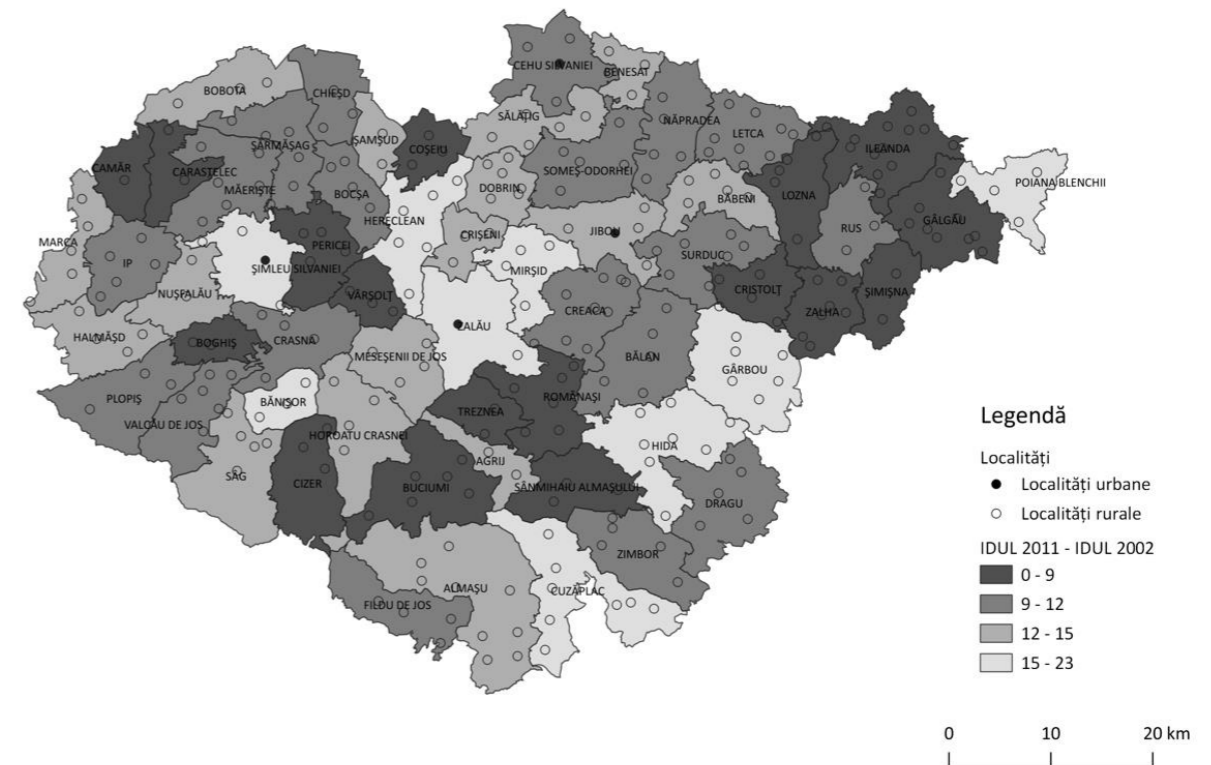 CEHU SILVANIEI
BENESAT
BOBOTA
CHIEȘD
SĂLĂȚIG
NĂPRADEA
LETCA
SĂRMĂȘAG
ȘAMȘUD
COȘEIU
ILEANDA
CAMĂR
CARASTELEC
MĂERIȘTE
BOCȘA
DOBRIN
SOMEȘ-ODORHEI
BĂBENI
LOZNA
POIANA BLENCHII
HERECLEAN
CRIȘENI
JIBOU
RUS
GÂLGĂU
MARCA
IP
PERICEI
ȘIMLEU SILVANIEI
MIRȘID
SURDUC
NUȘFALĂU
VÂRȘOLȚ
CREACA
CRISTOLȚ
ȘIMIȘNA
ZALHA
HALMĂȘD
BOGHIȘ
CRASNA
ZALĂU
MESEȘENII DE JOS
BĂLAN
GÂRBOU
PLOPIȘ
BĂNIȘOR
TREZNEA
ROMÂNAȘI
VALCĂU DE JOS
HOROATU CRASNEI
HIDA
SÂG
CIZER
BUCIUMI
AGRIJ
SÂNMIHAIU ALMAȘULUI
DRAGU
ZIMBOR
ALMAȘU
CUZĂPLAC
FILDU DE JOS
Legendă
Localități
Localități urbane
Localități rurale
IDUL 2011 - IDUL 2002
0 - 9
9 - 12
12 - 15
15 - 23
0 10 20 km